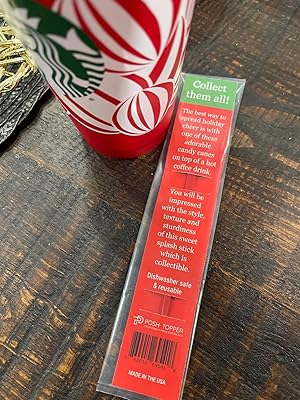 Collect
them all!
The best way to
spread holiday
cheer is with
one of these
adorable
candy canes
on top of a hot
coffee drink.
You will be
impressed
with the style,
texture and
sturdiness
of this sweet
splash stick
which is
collectible.
Dishwasher safe
& reusable
POSH TOPPER
MADE IN THE USA